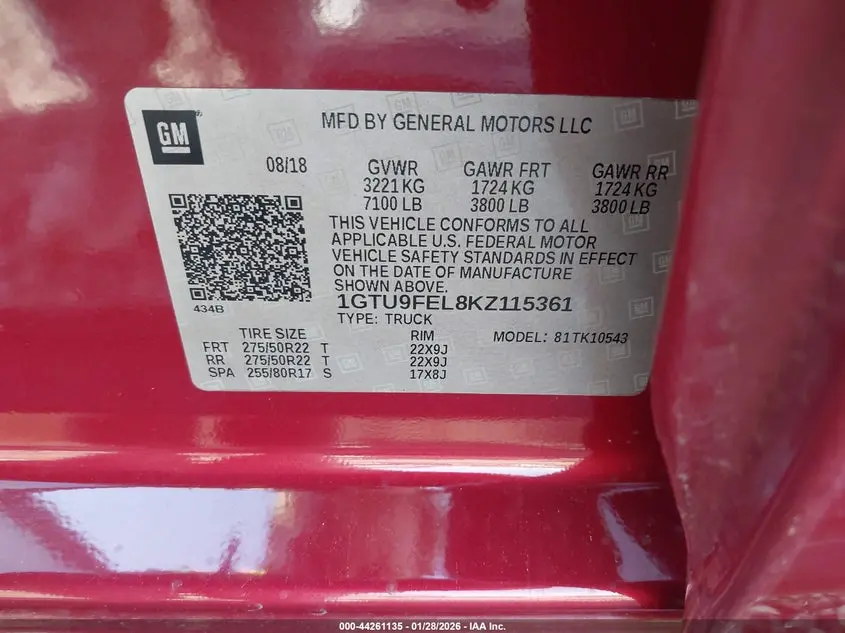 GM
MFD BY GENERAL MOTORS LLC
08/18
GVWR GAWR FRT GAWR RR
3221 KG 1724 KG 1724 KG
7100 LB 3800 LB 3800 LB
THIS VEHICLE CONFORMS TO ALL
APPLICABLE U.S. FEDERAL MOTOR
VEHICLE SAFETY STANDARDS IN EFFECT
ON THE DATE OF MANUFACTURE
SHOWN ABOVE.
434B
1GTU9FEL8KZ115361
TYPE: TRUCK
TIRE SIZE RIM MODEL: 81TK10543
FRT 275/50R22 T 22X9J
RR 275/50R22 T 22X9J
SPA 255/80R17 S 17X8J
000-44261135 - 01/28/2026 - IAA Inc.